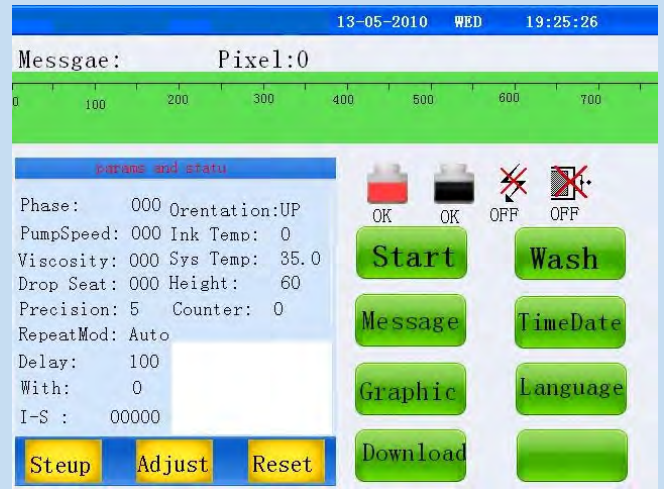 13-05-2010 WED 19:25:26
Messgae: Pixel:0
0 100 200 300 400 500 600 700
params and statu
Phase: 000 Orentation:UP
PumpSpeed: 000 Ink Temp: 0
Viscosity: 000 Sys Temp: 35.0
Drop Seat: 000 Height: 60
Precision: 5 Counter: 0
RepeatMod: Auto
Delay: 100
With: 0
I-S : 00000
Steup Adjust Reset
OK OK OFF OFF
Start Wash
Message TimeDate
Graphic Language
Download